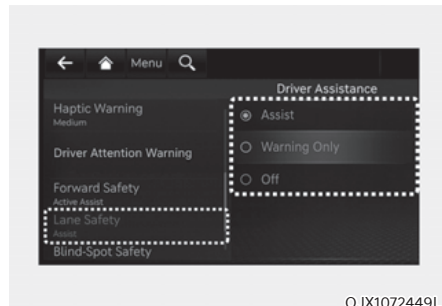 Menu
Driver Assistance
Haptic Warning
Medium
Driver Attention Warning
Forward Safety
Active Assist
Lane Safety
Assist
Blind-Spot Safety
Assist
Warning Only
Off
OJX1072449L